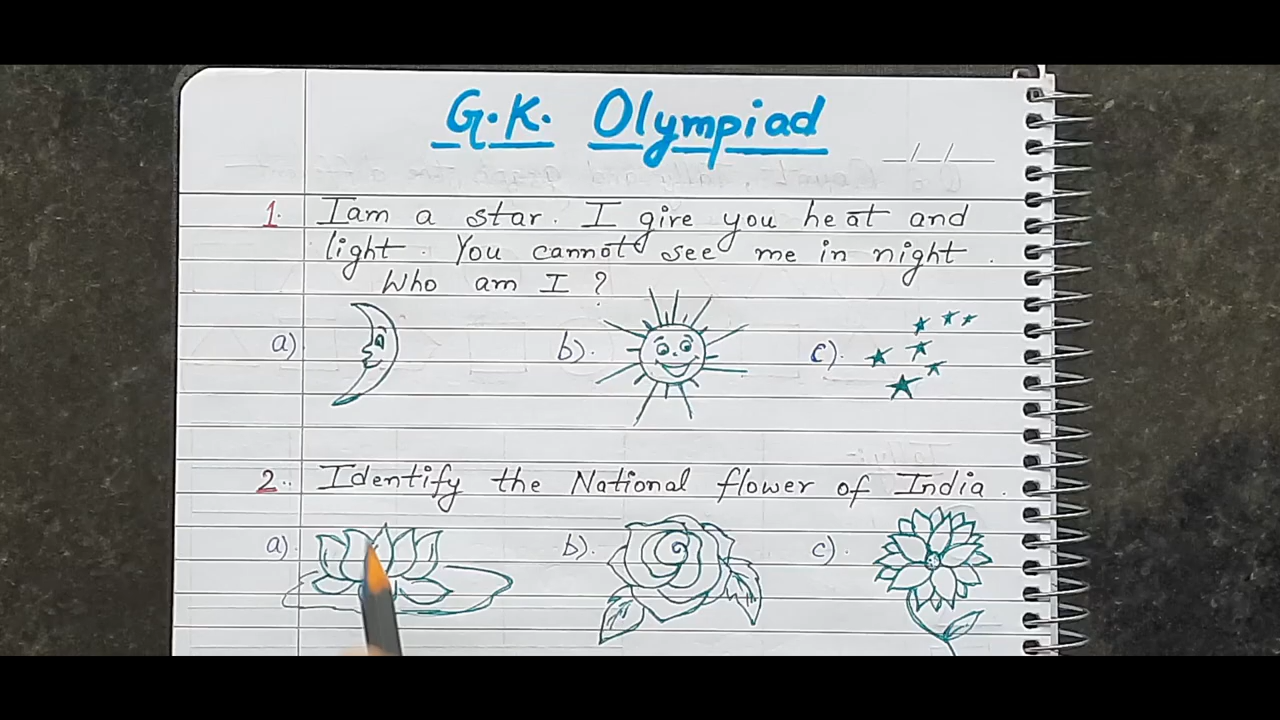 G.K. Olympiad
1. I am a star. I give you heat and
light. You cannot see me in night.
Who am I ?
a) b). c).
2. Identify the National flower of India.
a). b). c).